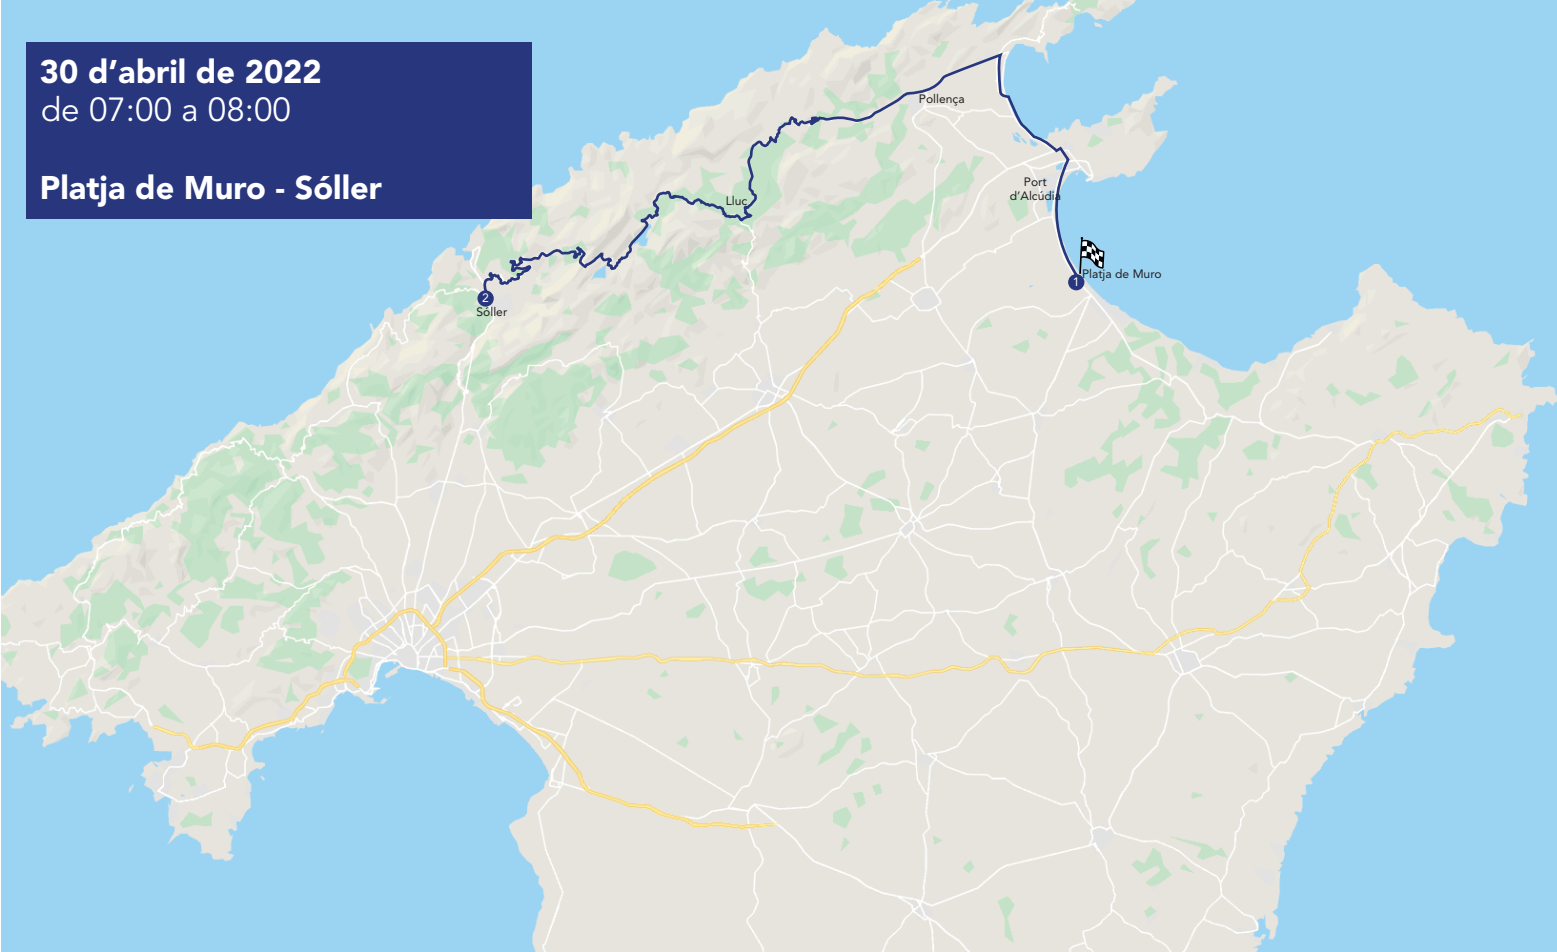 30 d’abril de 2022
de 07:00 a 08:00
Platja de Muro - Sóller
Pollença
Port
d’Alcúdia
Lluc
Platja de Muro
1
2
Sóller